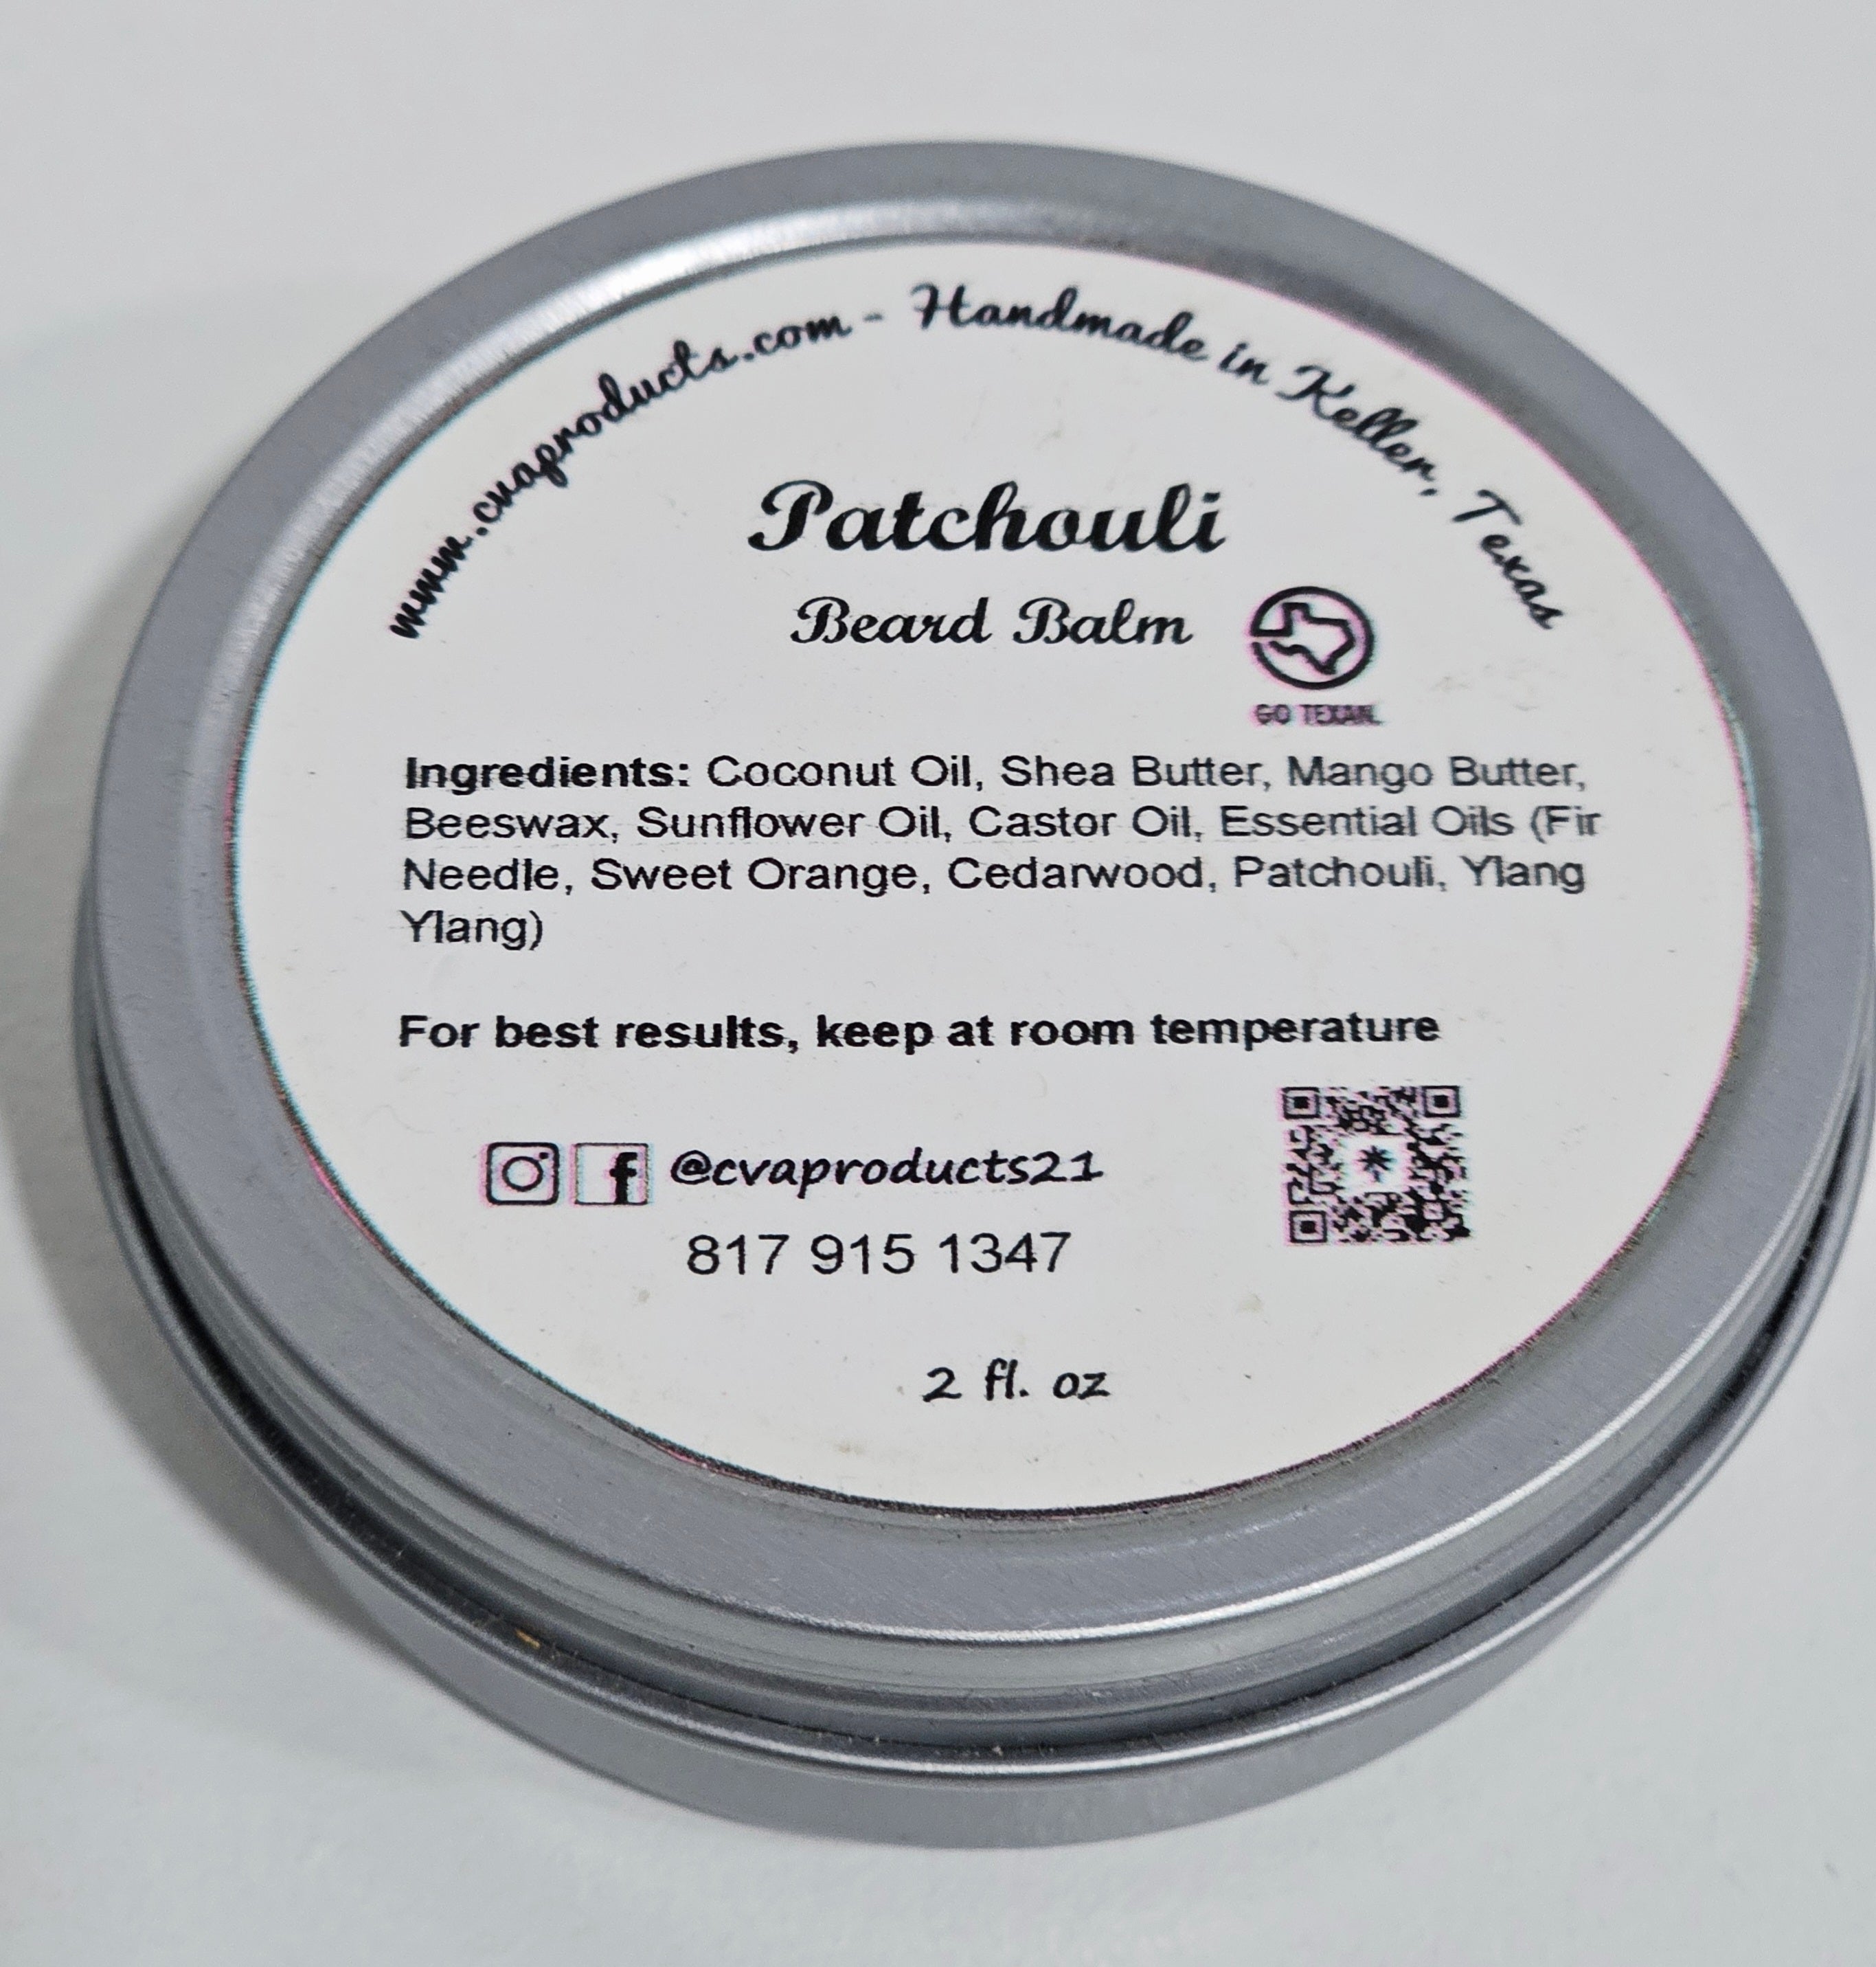 www.cvaproducts.com - Handmade in Keller, Texas
Patchouli
Beard Balm
GO TEXAN.
Ingredients: Coconut Oil, Shea Butter, Mango Butter,
Beeswax, Sunflower Oil, Castor Oil, Essential Oils (Fir
Needle, Sweet Orange, Cedarwood, Patchouli, Ylang
Ylang)
For best results, keep at room temperature
@cvaproducts21
817 915 1347
2 fl. oz